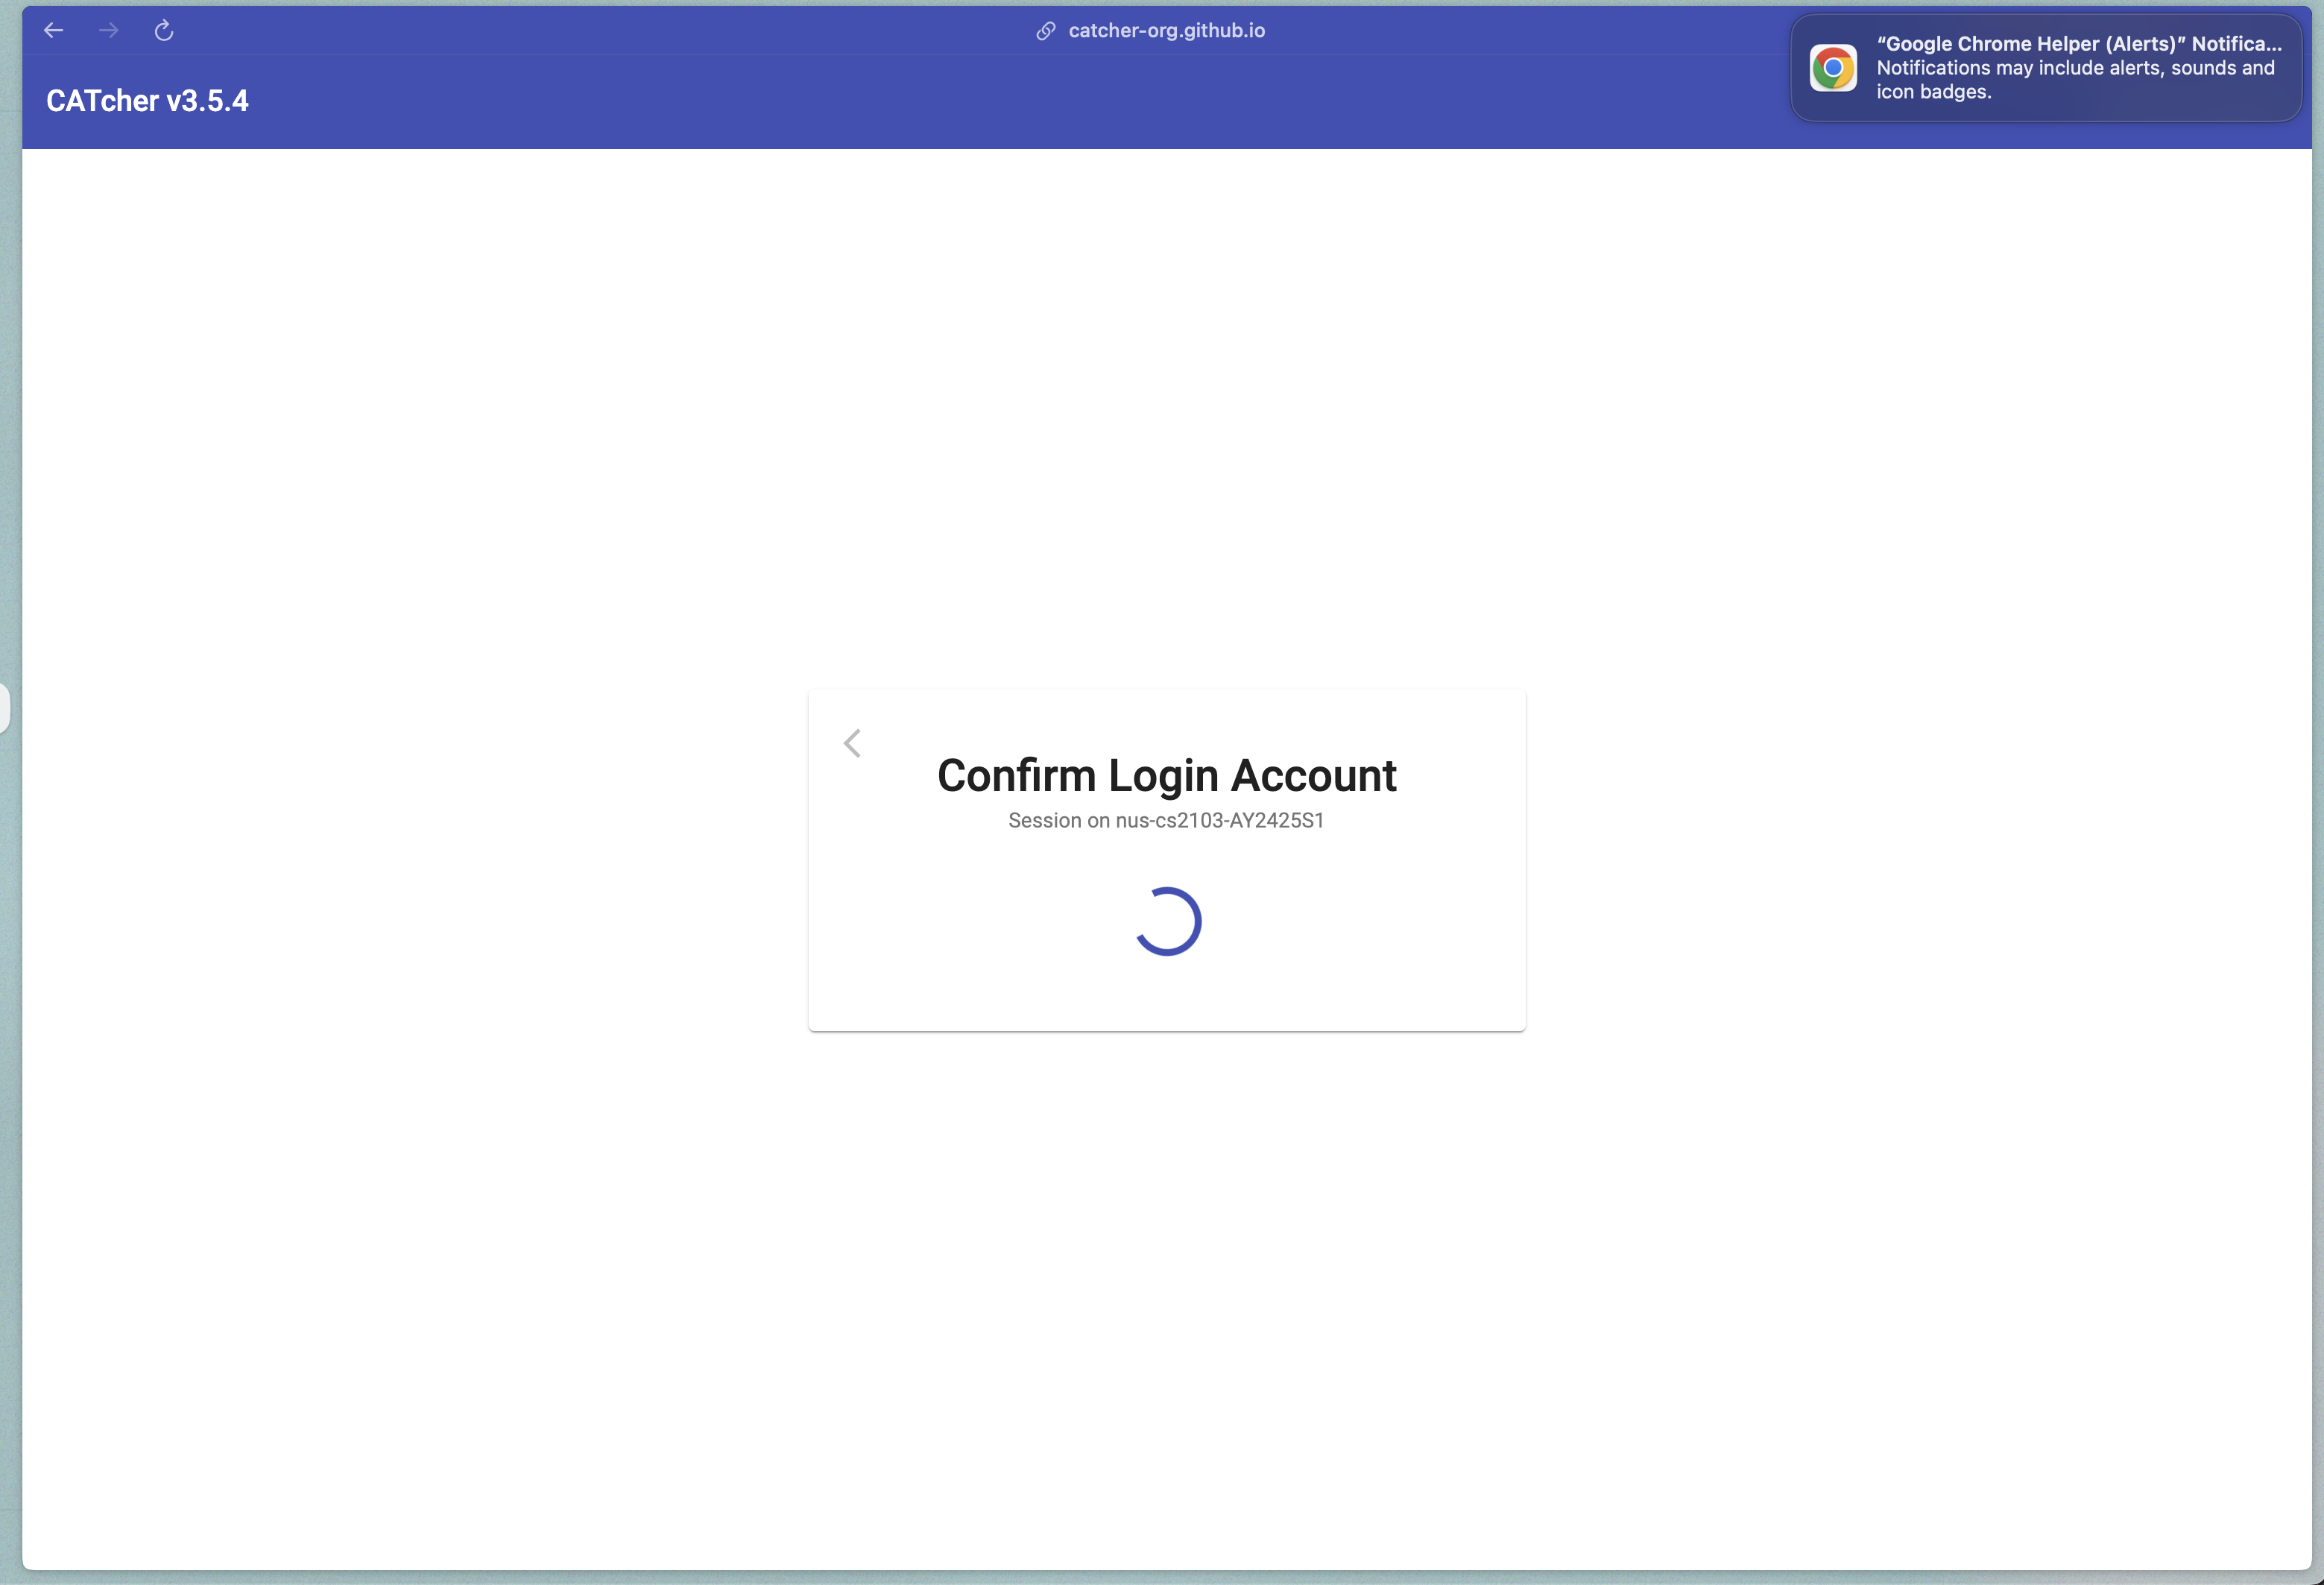 catcher-org.github.io
“Google Chrome Helper (Alerts)” Notifica...
Notifications may include alerts, sounds and
icon badges.
CATcher v3.5.4
Confirm Login Account
Session on nus-cs2103-AY2425S1